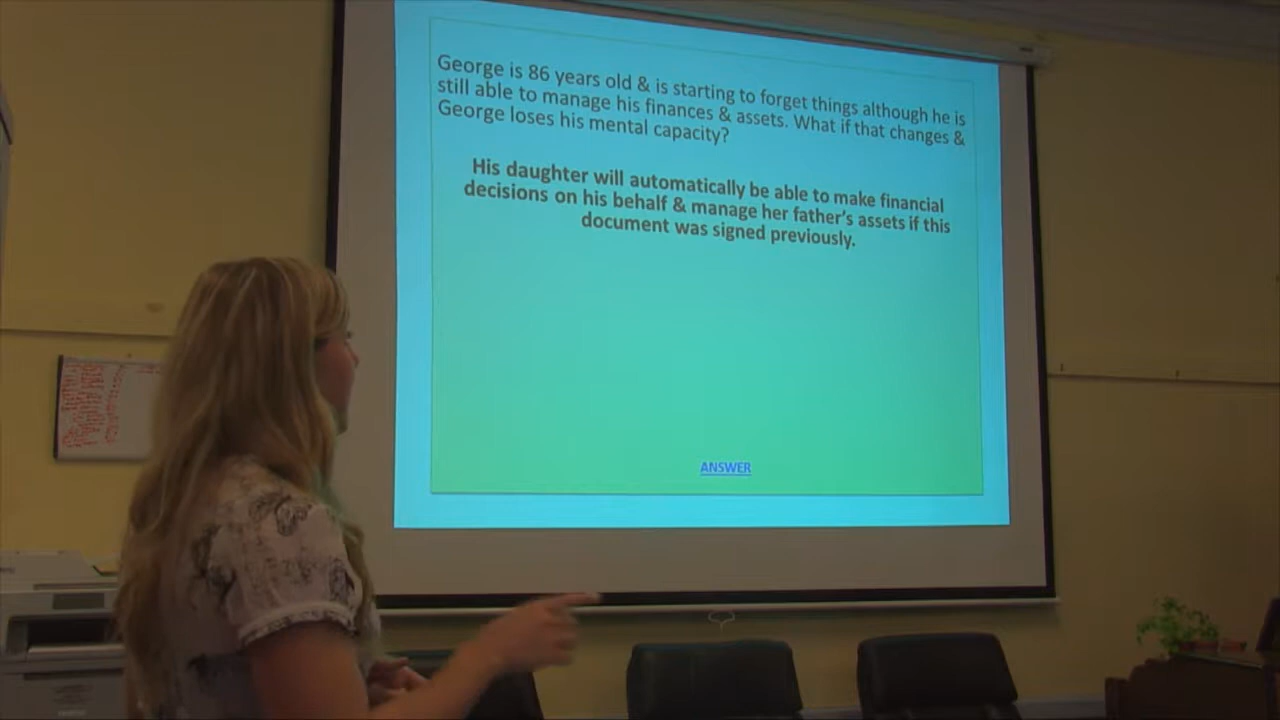 George is 86 years old & is starting to forget things although he is
still able to manage his finances & assets. What if that changes &
George loses his mental capacity?
His daughter will automatically be able to make financial
decisions on his behalf & manage her father's assets if this
document was signed previously.
ANSWER